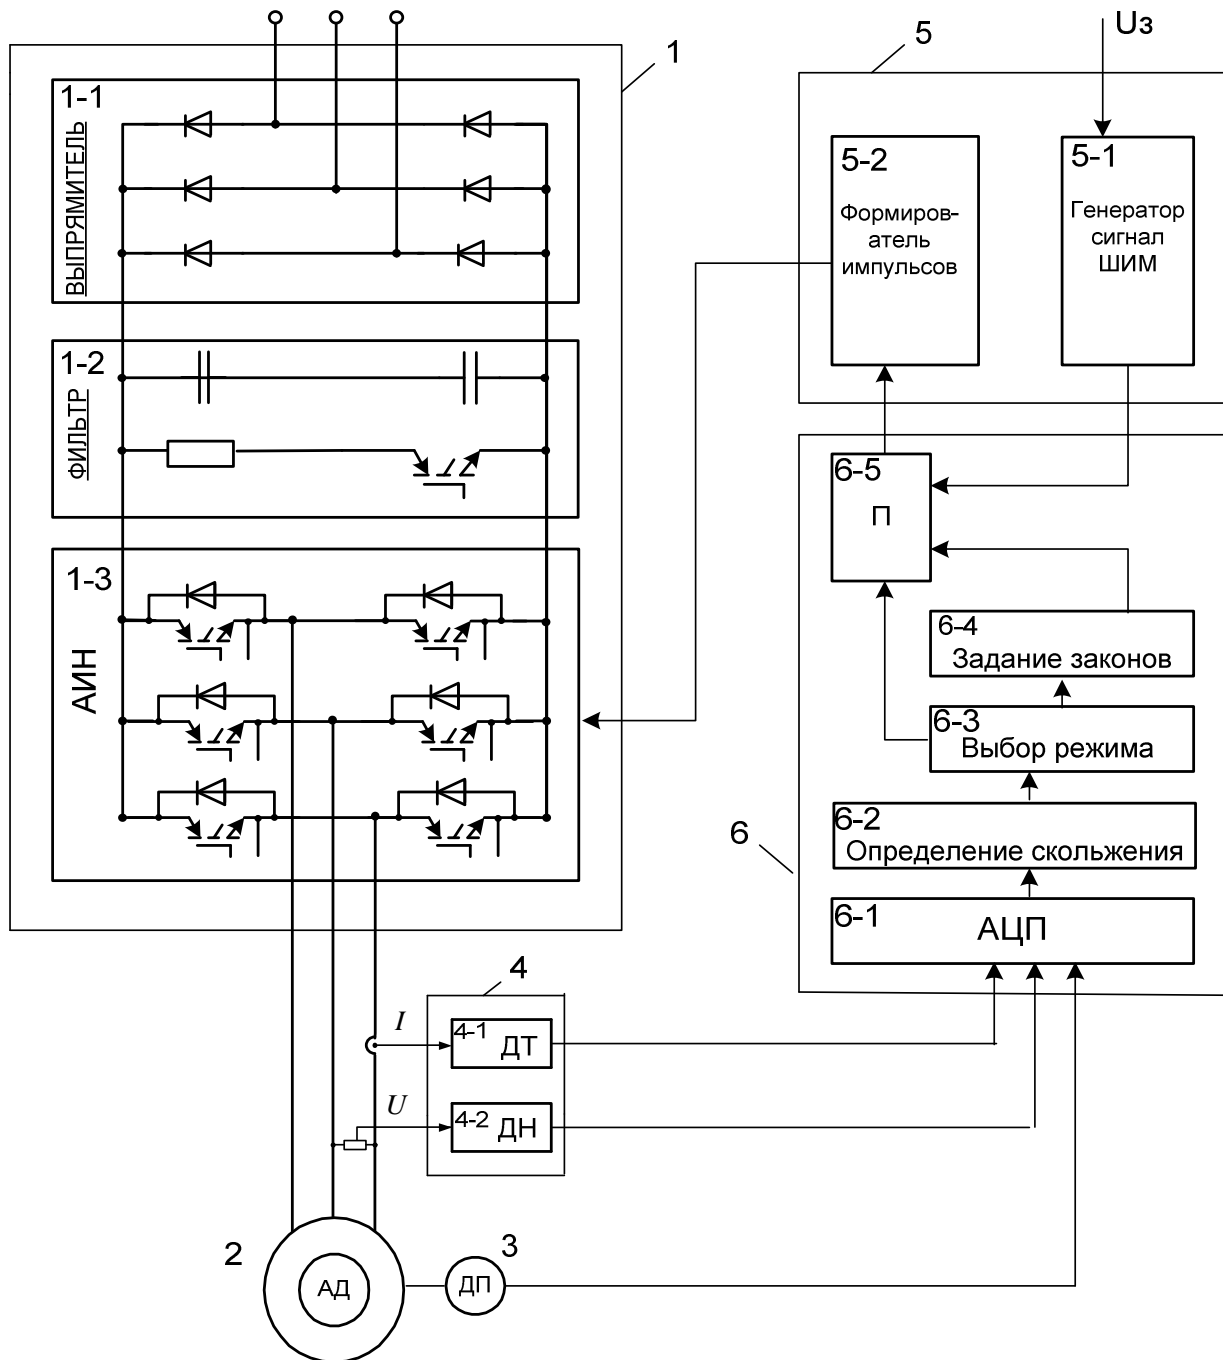 1
1-1
ВЫПРЯМИТЕЛЬ
1-2
ФИЛЬТР
1-3
АИН
5
Uз
5-2
Формиров-
атель
импульсов
5-1
Генератор
сигнал
ШИМ
6
6-5
П
6-4
Задание законов
6-3
Выбор режима
6-2
Определение скольжения
6-1
АЦП
4
I
4-1
ДТ
U
4-2
ДН
2
АД
3
ДП